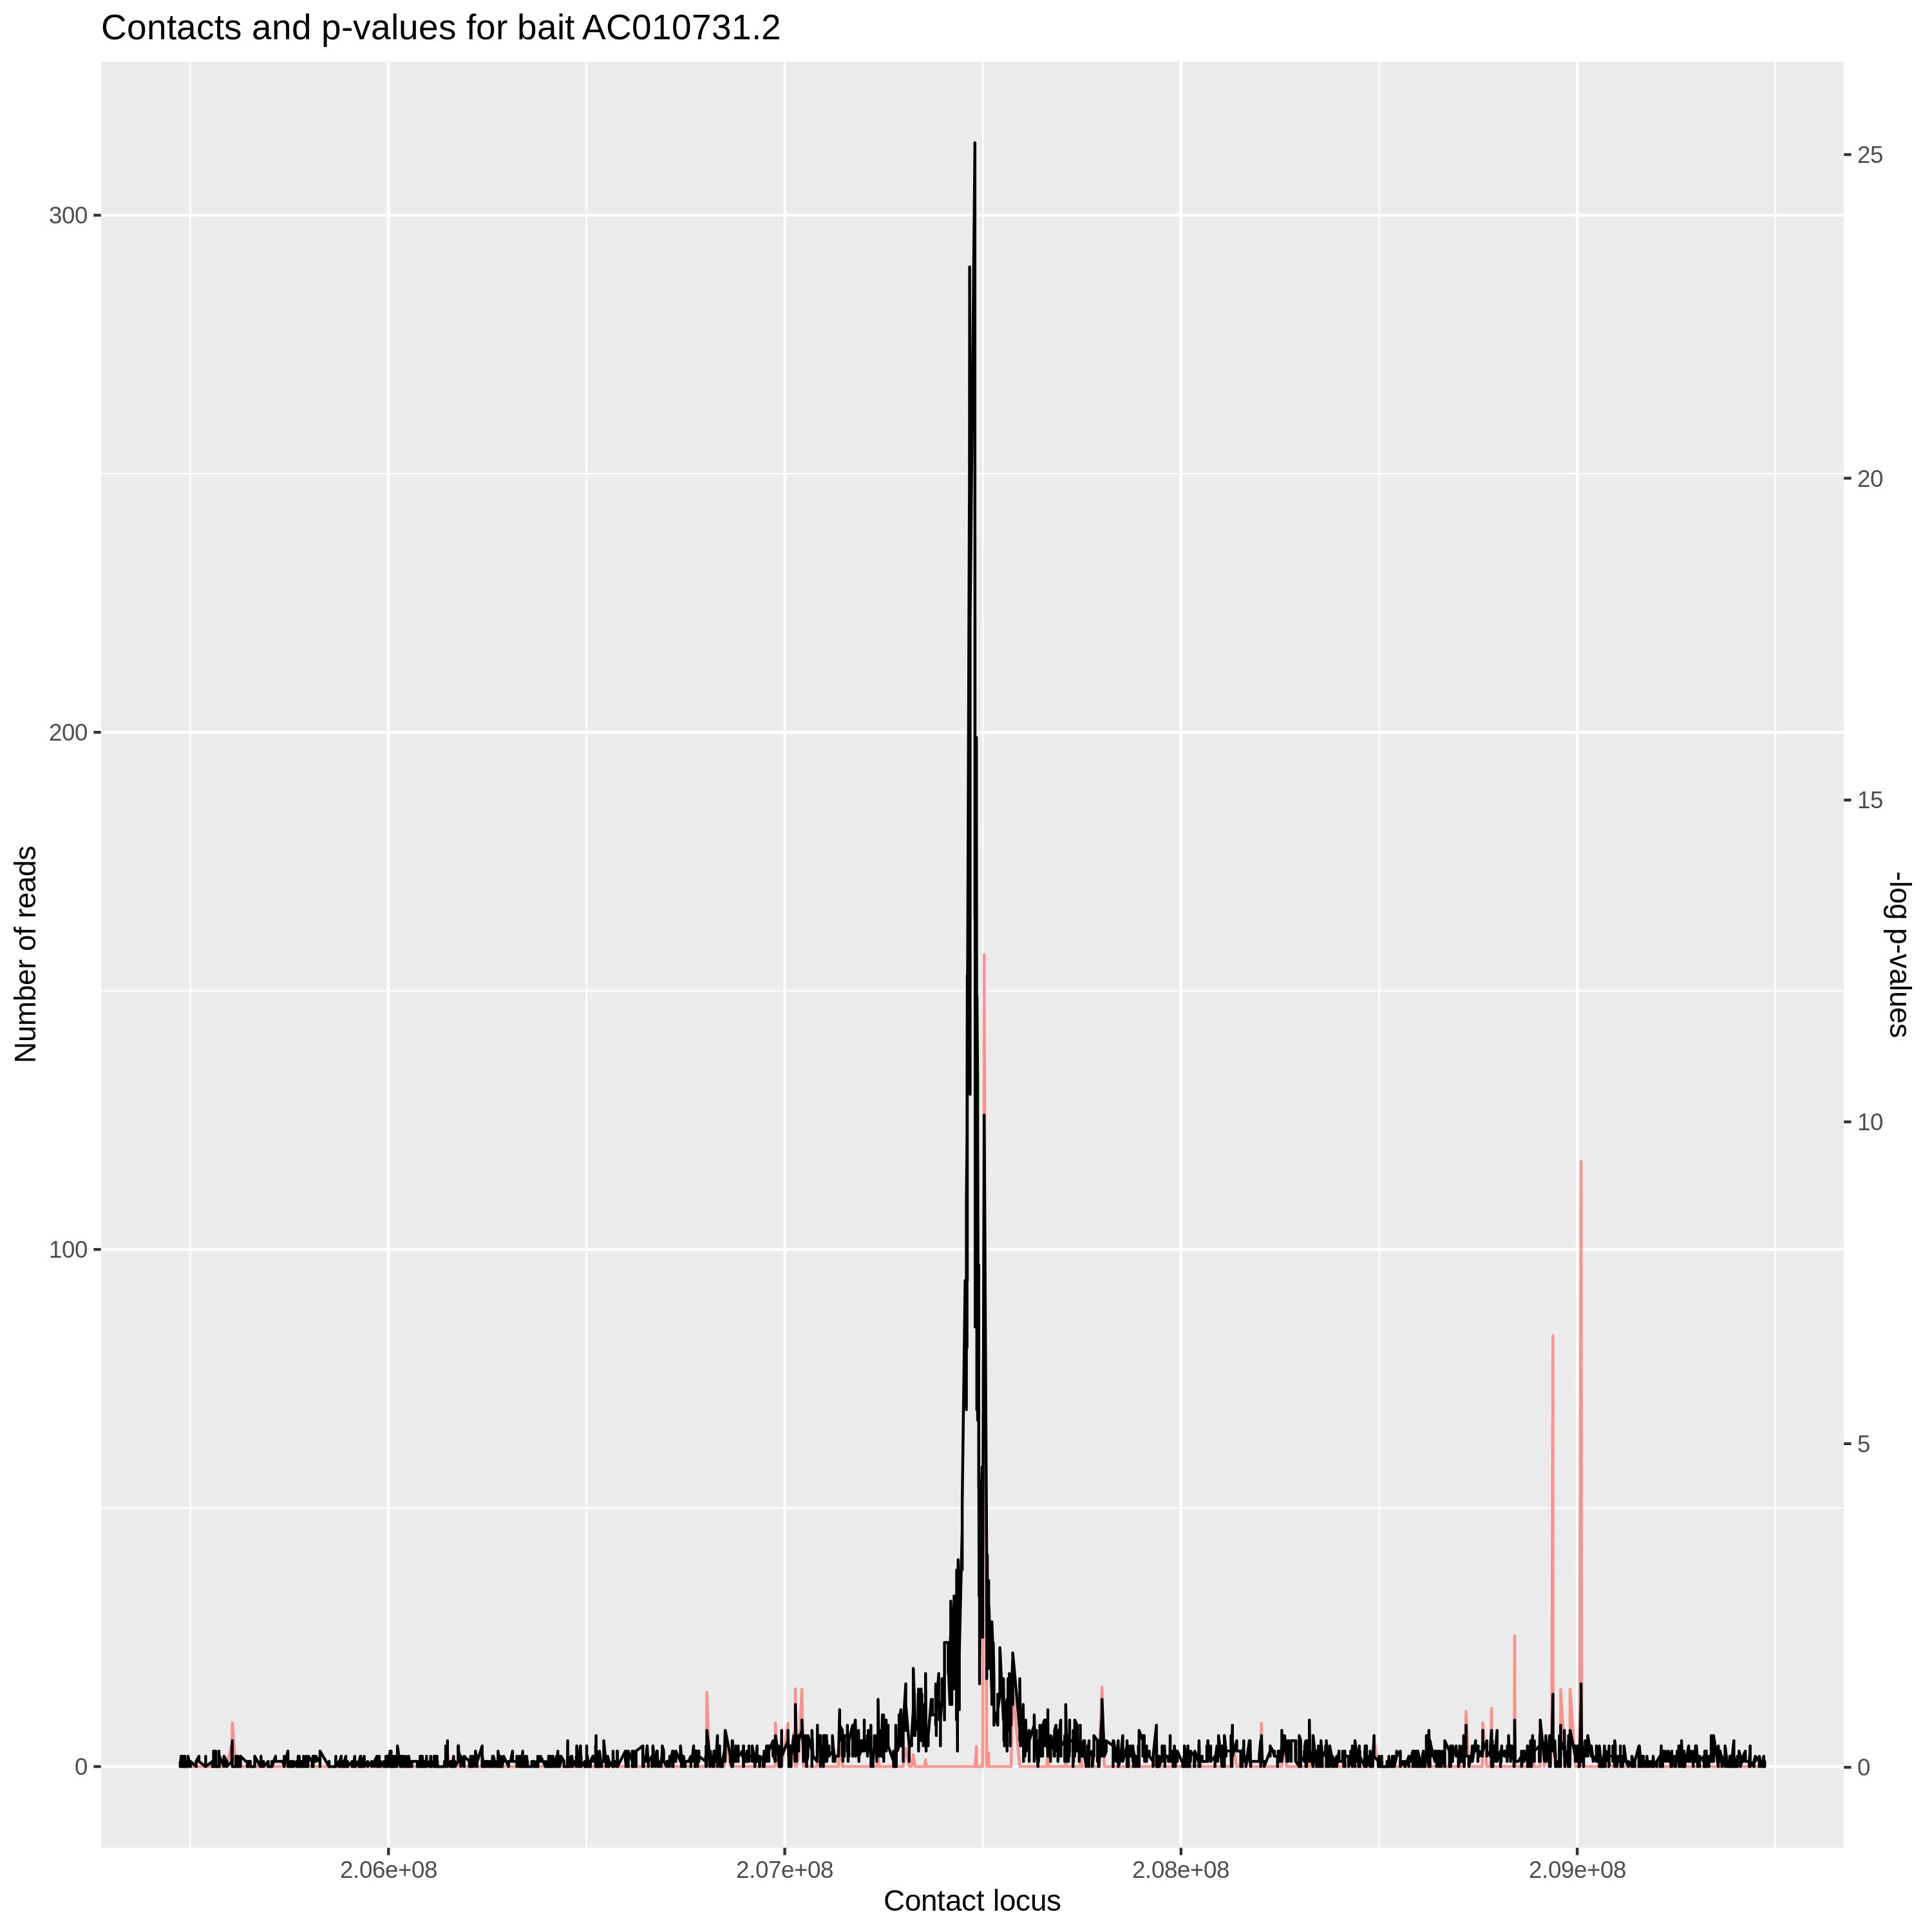 Contacts and p-values for bait AC010731.2
300
200
100
0
Number of reads
25
20
15
10
5
0
-log p-values
2.06e+08
2.07e+08
2.08e+08
2.09e+08
Contact locus